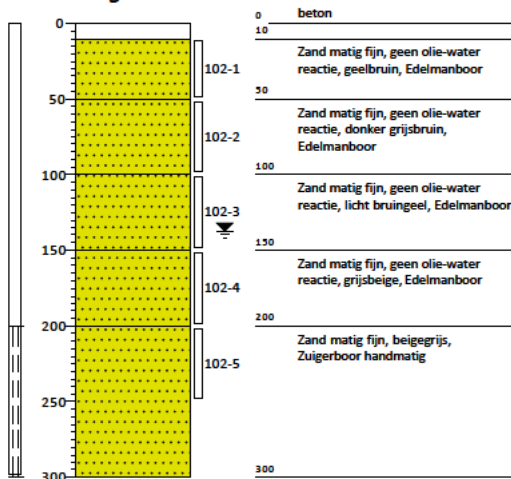 0
50
100
150
200
250
300
102-1
102-2
102-3
102-4
102-5
0
beton
10
Zand matig fijn, geen olie-water
reactie, geelbruin, Edelmanboor
50
Zand matig fijn, geen olie-water
reactie, donker grijsbruin,
Edelmanboor
100
Zand matig fijn, geen olie-water
reactie, licht bruingeel, Edelmanboor
150
Zand matig fijn, geen olie-water
reactie, grijsbeige, Edelmanboor
200
Zand matig fijn, beigegrijs,
Zuigerboor handmatig
300